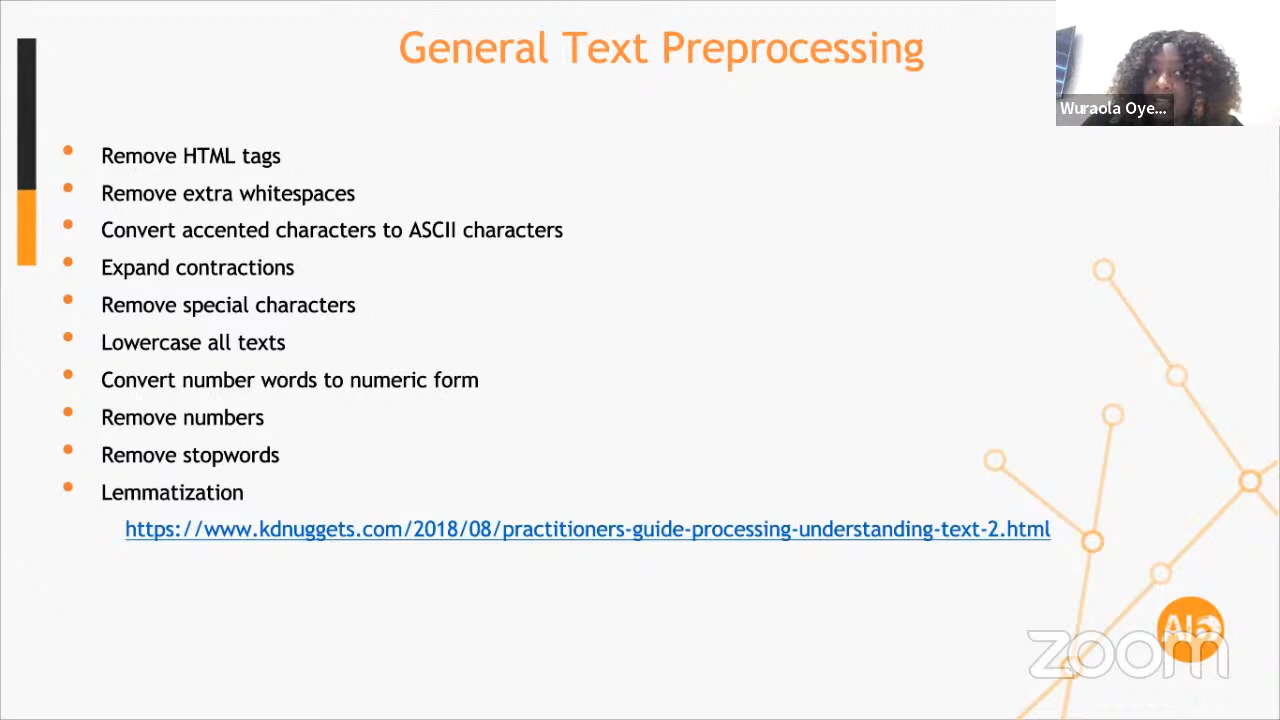 General Text Preprocessing
Wuraola Oye...
Remove HTML tags
Remove extra whitespaces
Convert accented characters to ASCII characters
Expand contractions
Remove special characters
Lowercase all texts
Convert number words to numeric form
Remove numbers
Remove stopwords
Lemmatization
https://www.kdnuggets.com/2018/08/practitioners-guide-processing-understanding-text-2.html
zoom